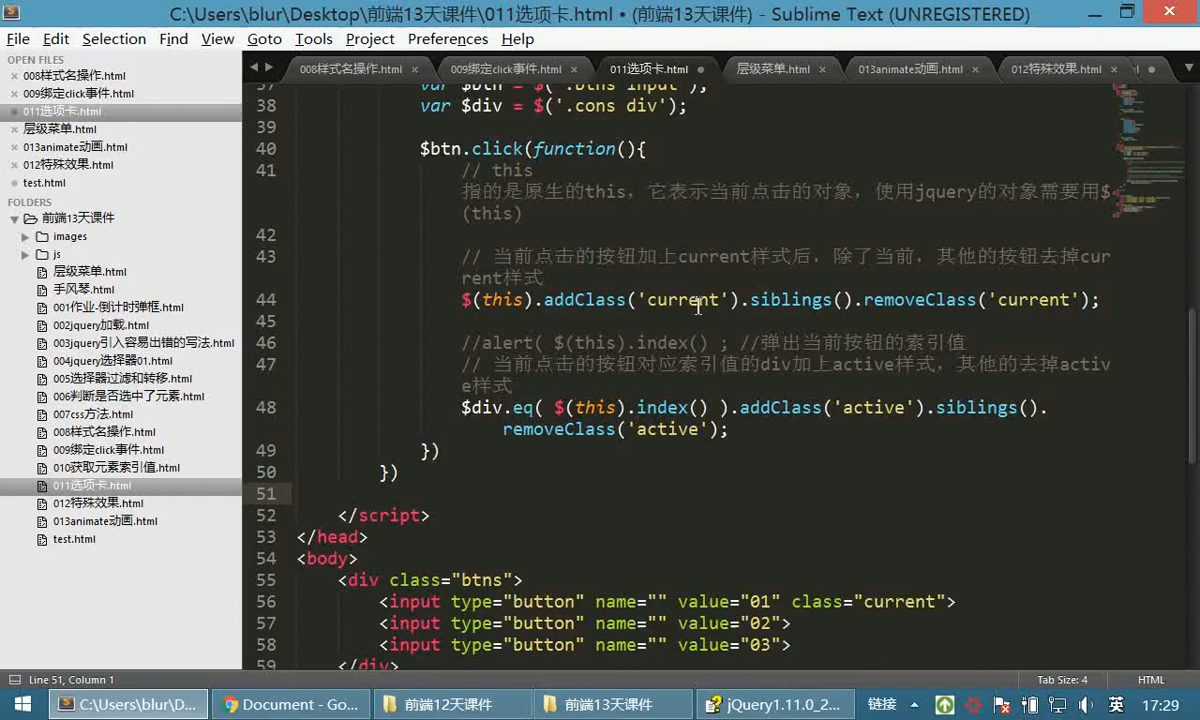 C:\Users\blur\Desktop\前端13天课件\011选项卡.html • (前端13天课件) - Sublime Text (UNREGISTERED)
File Edit Selection Find View Goto Tools Project Preferences Help
OPEN FILES
008样式名操作.html
009绑定click事件.html
011选项卡.html
层级菜单.html
013animate动画.html
012特殊效果.html
test.html
FOLDERS
前端13天课件
images
js
层级菜单.html
手风琴.html
001作业-倒计时弹框.html
002jquery加载.html
003jquery引入容易出错的写法.html
004jquery选择器01.html
005选择器过滤和转移.html
006判断是否选中了元素.html
007css方法.html
008样式名操作.html
009绑定click事件.html
010获取元素索引值.html
011选项卡.html
012特殊效果.html
013animate动画.html
test.html
008样式名操作.html 009绑定click事件.html 011选项卡.html 层级菜单.html 013animate动画.html 012特殊效果.html
37 var $btn = $('.btns input');
38 var $div = $('.cons div');
39
40 $btn.click(function(){
41 // this
指的是原生的this，它表示当前点击的对象，使用jquery的对象需要用$
(this)
42
43 // 当前点击的按钮加上current样式后，除了当前，其他的按钮去掉cur
rent样式
44 $(this).addClass('current').siblings().removeClass('current');
45
46 //alert( $(this).index() ; //弹出当前按钮的索引值
47 // 当前点击的按钮对应索引值的div加上active样式，其他的去掉activ
e样式
48 $div.eq( $(this).index() ).addClass('active').siblings().
removeClass('active');
49 })
50 })
51
52 </script>
53 </head>
54 <body>
55 <div class="btns">
56 <input type="button" name="" value="01" class="current">
57 <input type="button" name="" value="02">
58 <input type="button" name="" value="03">
59 </div>
Line 51, Column 1 Tab Size: 4 HTML
C:\Users\blur\D... Document - Go... 前端12天课件 前端13天课件 jQuery1.11.0_2... 链接 英 17:29